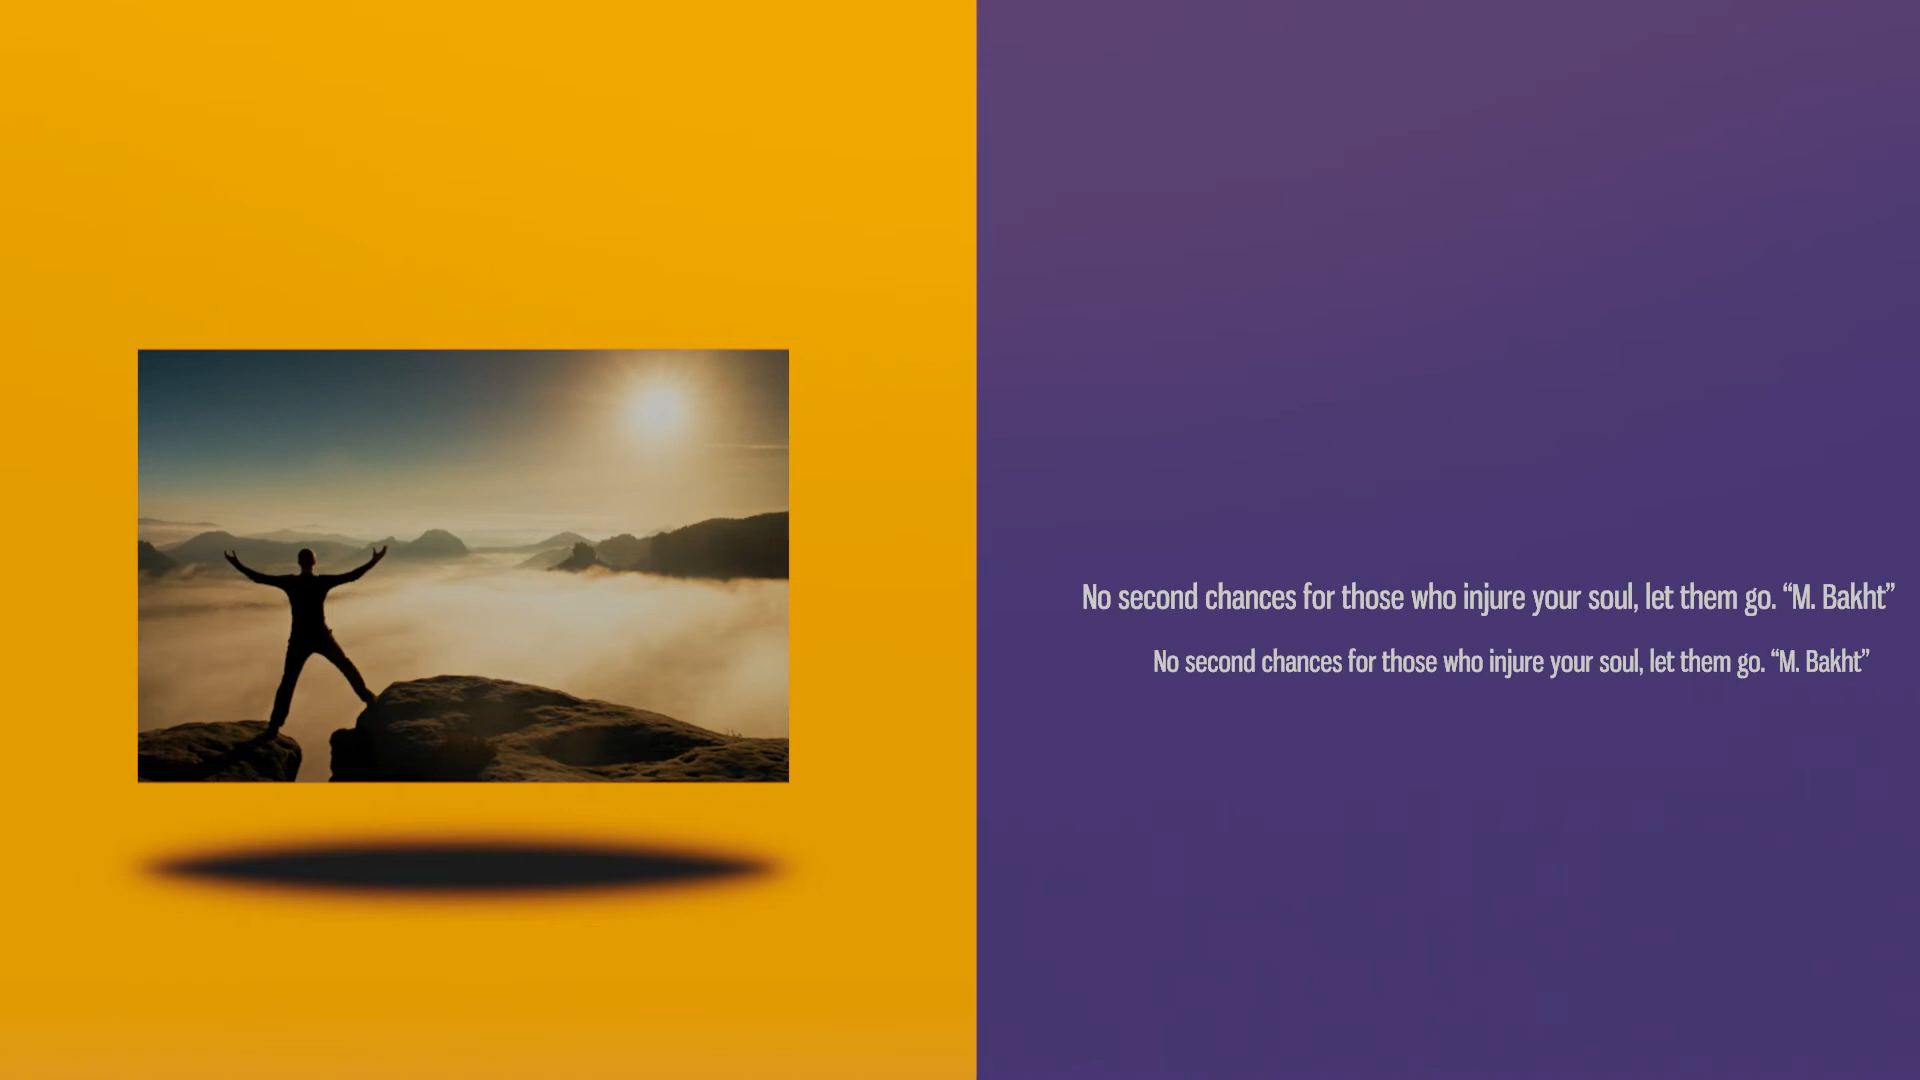 No second chances for those who injure your soul, let them go. “M. Bakht”
No second chances for those who injure your soul, let them go. “M. Bakht”